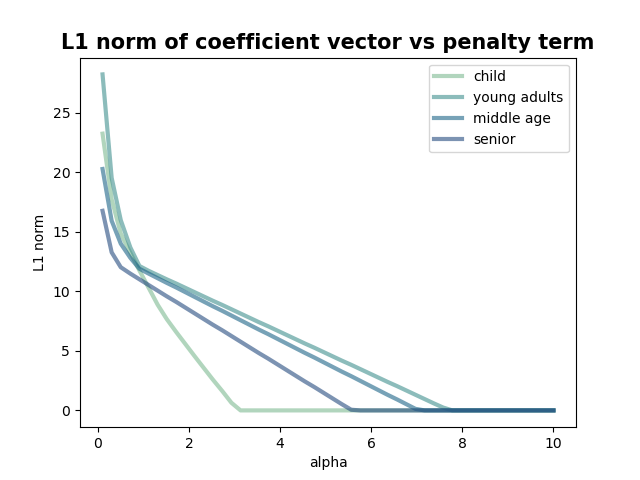 L1 norm of coefficient vector vs penalty term
child
young adults
middle age
senior
25
20
15
10
5
0
L1 norm
0 2 4 6 8 10
alpha